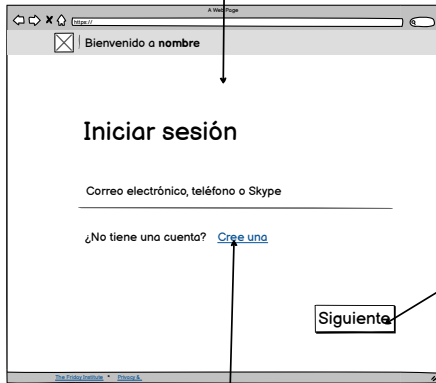 A Web Page
https://
Bienvenido a nombre
Iniciar sesión
Correo electrónico, teléfono o Skype
¿No tiene una cuenta? Cree una
Siguiente
The Friday Institute * Privacy &